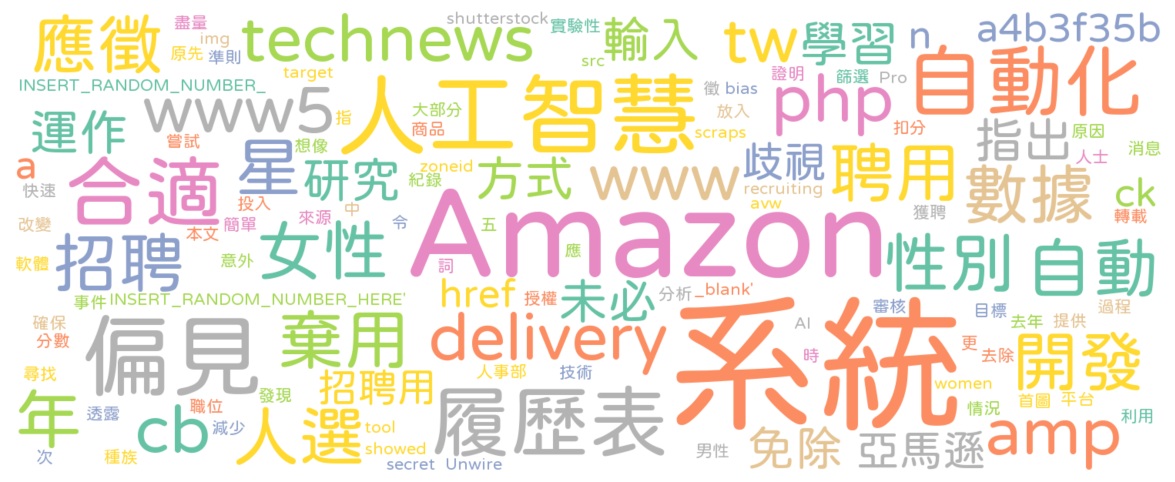 盡量
shutterstock
實驗性
應徵
img
原先
準則
technews
輸入
src
tw
學習
n
a4b3f35b
target
INSERT_RANDOM_NUMBER_
www5
指
人工智慧
大部分
商品
徵
bias
證明
篩選
Pro
php
放入
扣分
自動化
運作
嘗試
想像
scraps
指出
原因
人士
消息
a
快速
合適
星
投入
研究
紀錄
zoneid
方式
www
歧視
recruiting
avw
聘用
獲聘
數據
ck
轉載
改變
本文
簡單
來源
中
令
Amazon
五
應
詞
軟體
招聘
意外
女性
性別
自動
事件
INSERT_RANDOM_NUMBER_HERE'
href
授權
未必
分析
_blank'
審核
目標
過程
確保
分數
偏見
棄用
delivery
系統
AI
時
更
去年
提供
去除
開發
尋找
年
透露
次
cb
職位
減少
種族
發現
人選
招聘用
人事部
技術
tool
showed
secret
Unwire
履歷表
男性
免除
亞馬遜
women
情況
首圖
平台
利用
amp